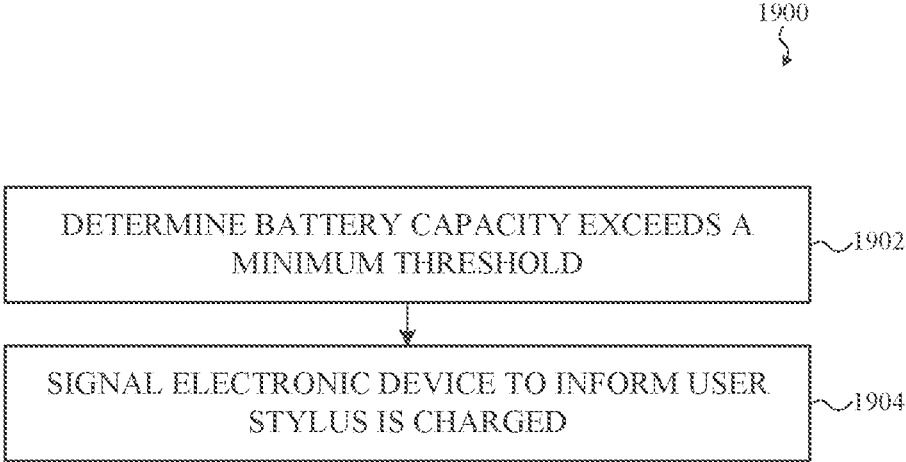 1900
DETERMINE BATTERY CAPACITY EXCEEDS A
MINIMUM THRESHOLD
1902
SIGNAL ELECTRONIC DEVICE TO INFORM USER
STYLUS IS CHARGED
1904